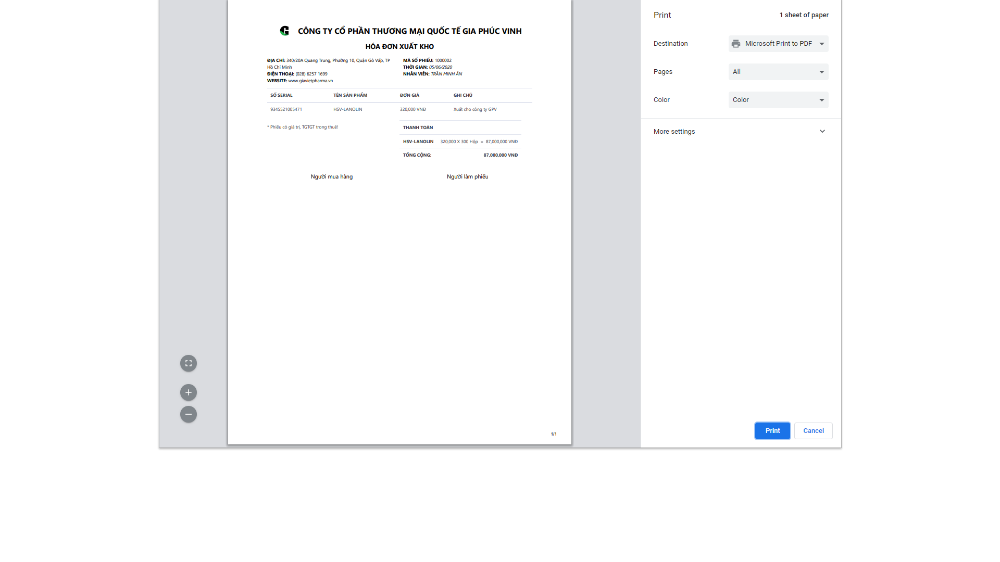 CÔNG TY CỔ PHẦN THƯƠNG MẠI QUỐC TẾ GIA PHÚC VINH
HÓA ĐƠN XUẤT KHO
ĐỊA CHỈ: 340/20A Quang Trung, Phường 10, Quận Gò Vấp, TP
Hồ Chí Minh
ĐIỆN THOẠI: (028) 6257 1699
WEBSITE: www.giavietpharma.vn
MÃ SỐ PHIẾU: 1000002
THỜI GIAN: 05/06/2020
NHÂN VIÊN: TRẦN MINH ÂN
SỐ SERIAL TÊN SẢN PHẨM ĐƠN GIÁ GHI CHÚ
9345521005471 HSV-LANOLIN 320,000 VNĐ Xuất cho công ty GPV
* Phiếu có giá trị, TGTGT trong thuế!
THANH TOÁN
HSV-LANOLIN 320,000 X 300 Hộp = 87,000,000 VNĐ
TỔNG CỘNG: 87,000,000 VNĐ
Người mua hàng Người làm phiếu
1/1
Print 1 sheet of paper
Destination Microsoft Print to PDF
Pages All
Color Color
More settings
Print Cancel